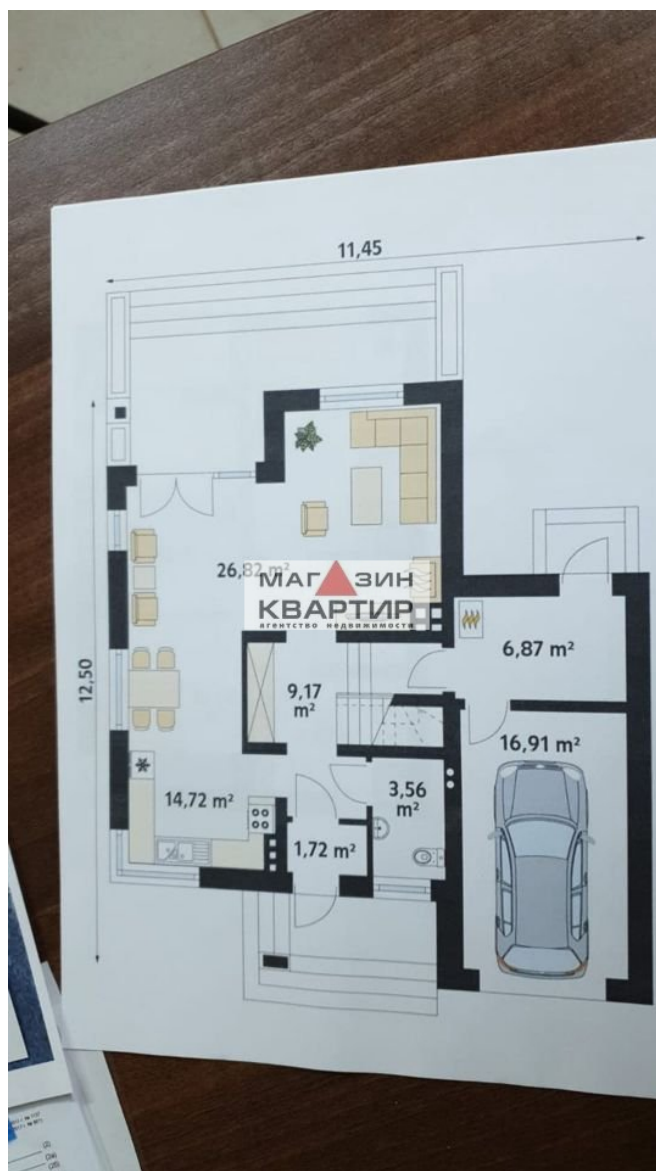 11,45
12,50
26,82 m²
МАГАЗИН
КВАРТИР
агентство недвижимости
6,87 m²
9,17
m²
16,91 m²
14,72 m²
3,56
m²
1,72 m²